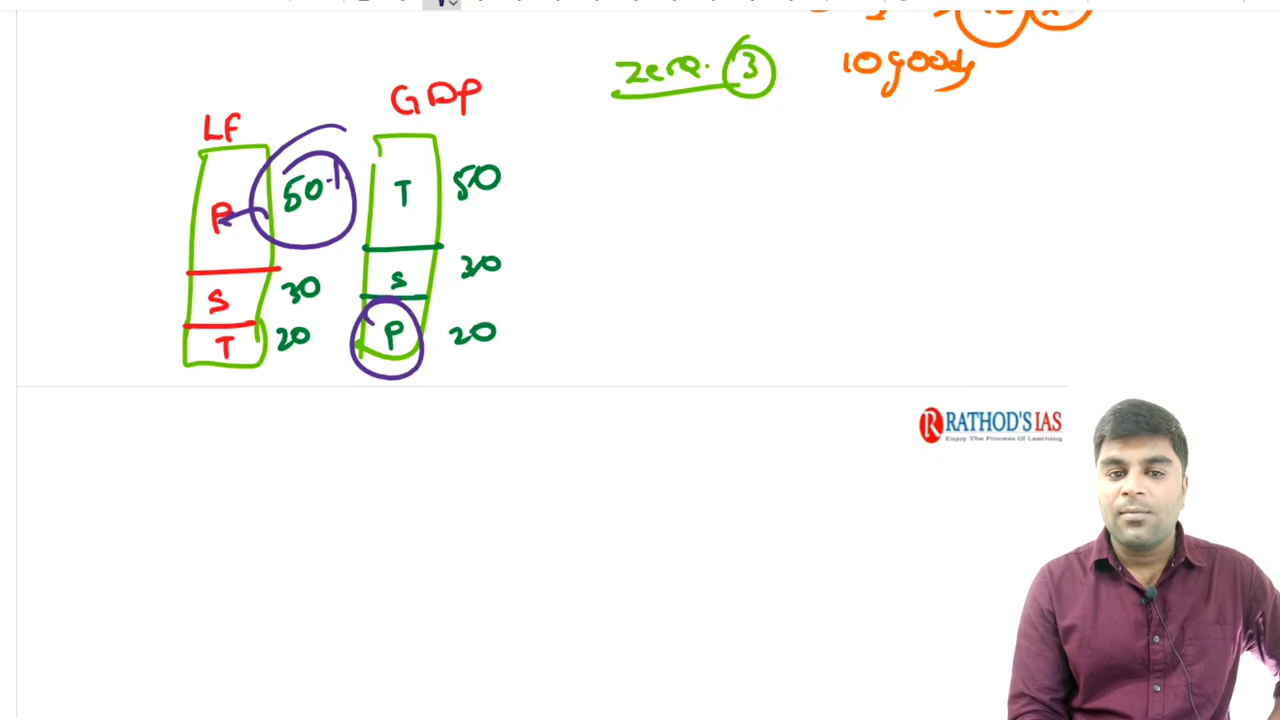 zero. 3
10 goods
GDP
LF
P 50% T 50
S 30 S 30
T 20 P 20
RATHOD'S IAS
Enjoy The Process Of Learning